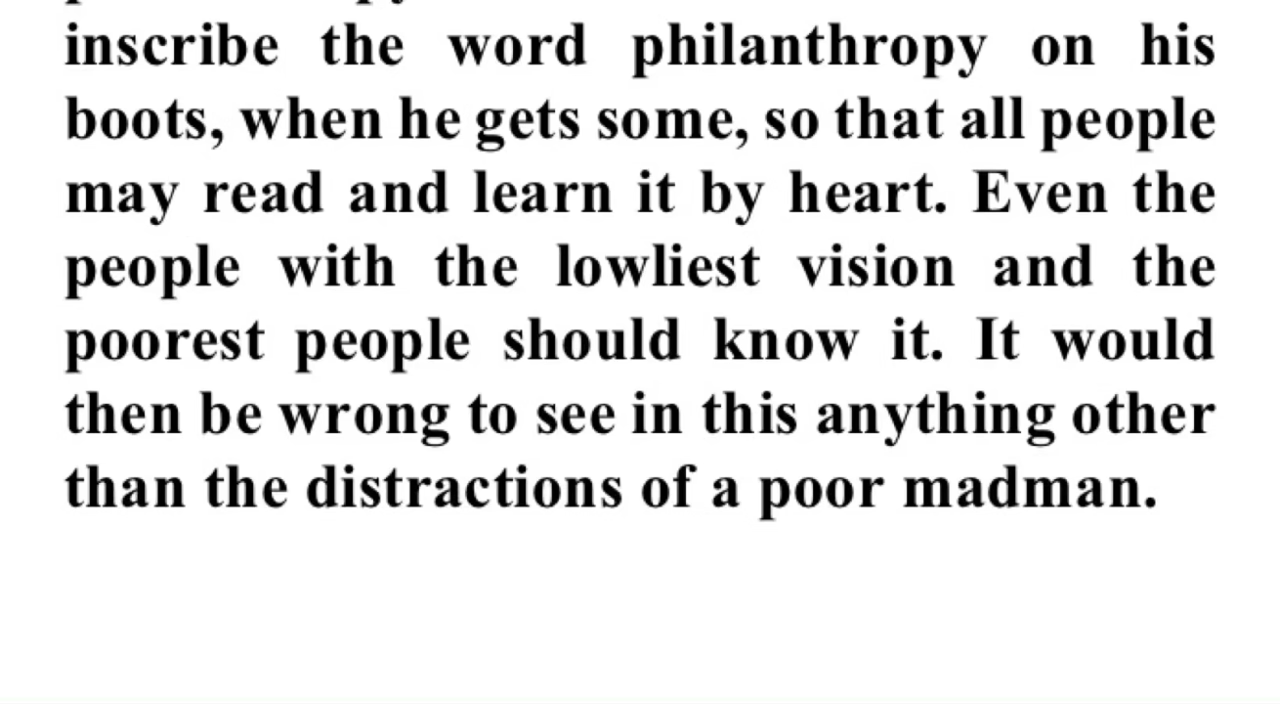 inscribe the word philanthropy on his
boots, when he gets some, so that all people
may read and learn it by heart. Even the
people with the lowliest vision and the
poorest people should know it. It would
then be wrong to see in this anything other
than the distractions of a poor madman.